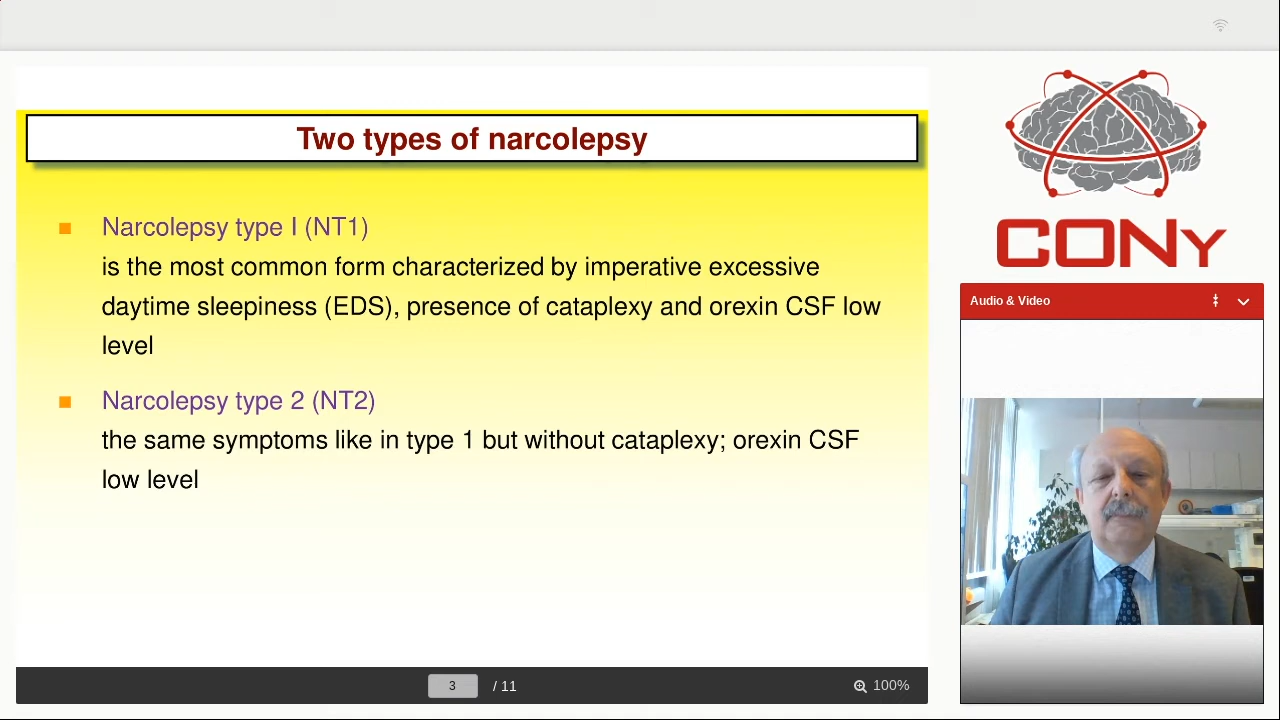 Two types of narcolepsy
Narcolepsy type I (NT1)
is the most common form characterized by imperative excessive
daytime sleepiness (EDS), presence of cataplexy and orexin CSF low
level
Narcolepsy type 2 (NT2)
the same symptoms like in type 1 but without cataplexy; orexin CSF
low level
3 / 11
100%
CONy
Audio & Video